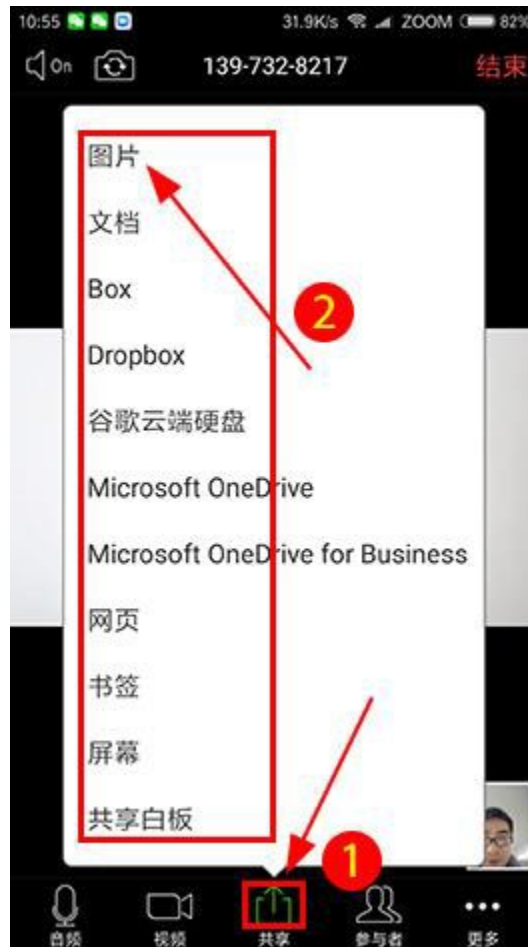 10:55 31.9K/s ZOOM 82%
On 139-732-8217 结束
图片
文档
Box
Dropbox
谷歌云端硬盘
Microsoft OneDrive
Microsoft OneDrive for Business
网页
书签
屏幕
共享白板
2
1
音频 视频 共享 参与者 更多